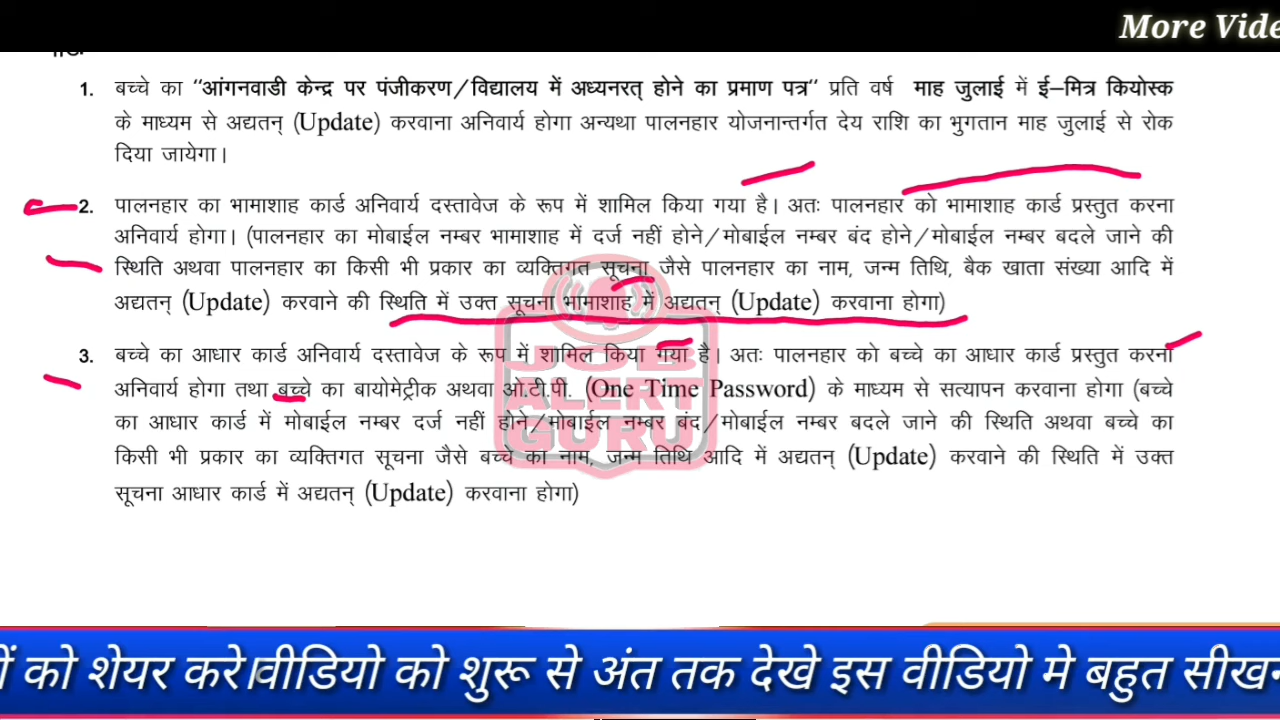 More Vide
1. बच्चे का “आंगनवाडी केन्द्र पर पंजीकरण/विद्यालय में अध्यनरत् होने का प्रमाण पत्र” प्रति वर्ष माह जुलाई में ई–मित्र कियोस्क
के माध्यम से अद्यतन् (Update) करवाना अनिवार्य होगा अन्यथा पालनहार योजनान्तर्गत देय राशि का भुगतान माह जुलाई से रोक
दिया जायेगा।
2. पालनहार का भामाशाह कार्ड अनिवार्य दस्तावेज के रूप में शामिल किया गया है। अतः पालनहार को भामाशाह कार्ड प्रस्तुत करना
अनिवार्य होगा। (पालनहार का मोबाईल नम्बर भामाशाह में दर्ज नहीं होने/मोबाईल नम्बर बंद होने/मोबाईल नम्बर बदले जाने की
स्थिति अथवा पालनहार का किसी भी प्रकार का व्यक्तिगत सूचना जैसे पालनहार का नाम, जन्म तिथि, बैक खाता संख्या आदि में
अद्यतन् (Update) करवाने की स्थिति में उक्त सूचना भामाशाह में अद्यतन् (Update) करवाना होगा)
3. बच्चे का आधार कार्ड अनिवार्य दस्तावेज के रूप में शामिल किया गया है। अतः पालनहार को बच्चे का आधार कार्ड प्रस्तुत करना
अनिवार्य होगा तथा बच्चे का बायोमेट्रीक अथवा ओ.टी.पी. (One Time Password) के माध्यम से सत्यापन करवाना होगा (बच्चे
का आधार कार्ड में मोबाईल नम्बर दर्ज नहीं होने/मोबाईल नम्बर बंद/मोबाईल नम्बर बदले जाने की स्थिति अथवा बच्चे का
किसी भी प्रकार का व्यक्तिगत सूचना जैसे बच्चे का नाम, जन्म तिथि आदि में अद्यतन् (Update) करवाने की स्थिति में उक्त
सूचना आधार कार्ड में अद्यतन् (Update) करवाना होगा)
JOB
ALERT
GURU
ों को शेयर करे।वीडियो को शुरू से अंत तक देखे इस वीडियो मे बहुत सीखन